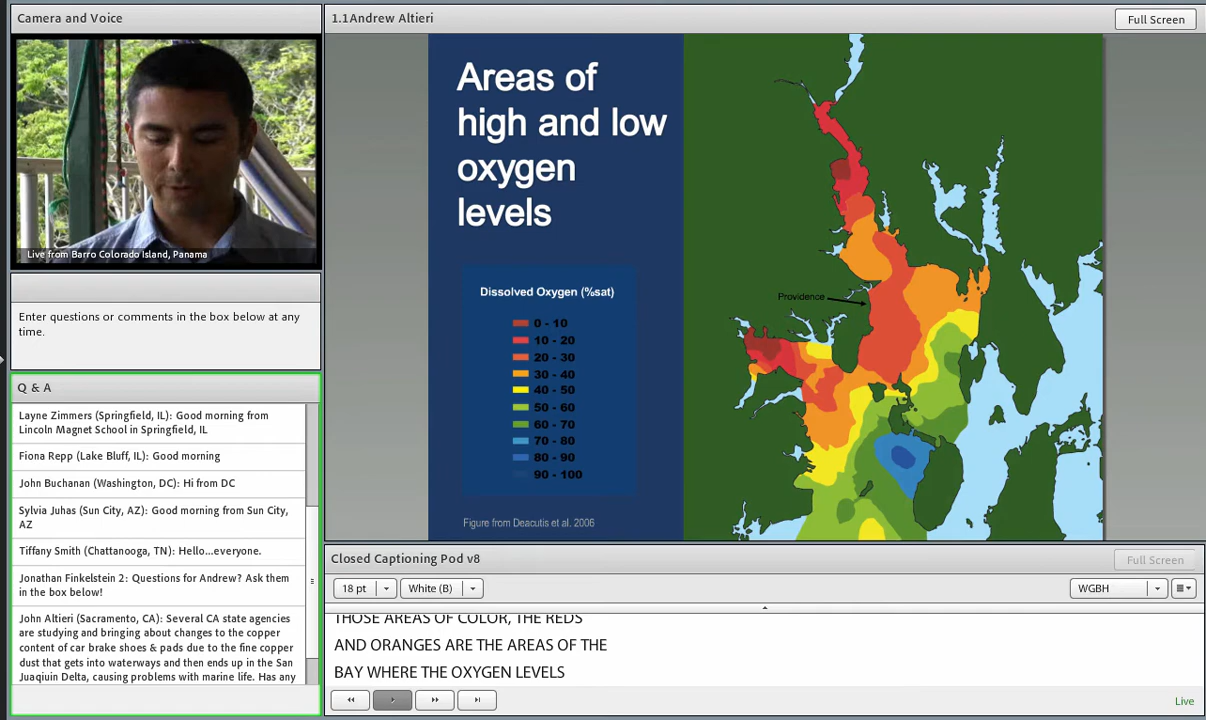 Camera and Voice
Live from Barro Colorado Island, Panama
Enter questions or comments in the box below at any
time.
Q & A
Layne Zimmers (Springfield, IL): Good morning from
Lincoln Magnet School in Springfield, IL
Fiona Repp (Lake Bluff, IL): Good morning
John Buchanan (Washington, DC): Hi from DC
Sylvia Juhas (Sun City, AZ): Good morning from Sun City,
AZ
Tiffany Smith (Chattanooga, TN): Hello...everyone.
Jonathan Finkelstein 2: Questions for Andrew? Ask them
in the box below!
John Altieri (Sacramento, CA): Several CA state agencies
are studying and bringing about changes to the copper
content of car brake shoes & pads due to the fine copper
dust that gets into waterways and then ends up in the San
Juaqiuin Delta, causing problems with marine life. Has any
1.1Andrew Altieri
Full Screen
Areas of
high and low
oxygen
levels
Dissolved Oxygen (%sat)
0 - 10
10 - 20
20 - 30
30 - 40
40 - 50
50 - 60
60 - 70
70 - 80
80 - 90
90 - 100
Figure from Deacutis et al. 2006
Providence
Closed Captioning Pod v8
Full Screen
18 pt
White (B)
WGBH
THOSE AREAS OF COLOR, THE REDS
AND ORANGES ARE THE AREAS OF THE
BAY WHERE THE OXYGEN LEVELS
Live